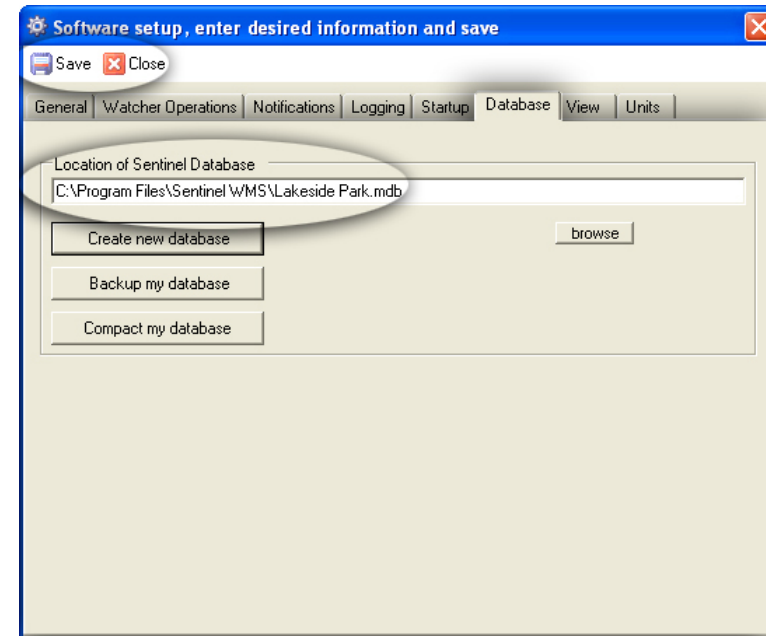 Software setup, enter desired information and save
Save Close
General Watcher Operations Notifications Logging Startup Database View Units
Location of Sentinel Database
C:\Program Files\Sentinel WMS\Lakeside Park.mdb
Create new database browse
Backup my database
Compact my database